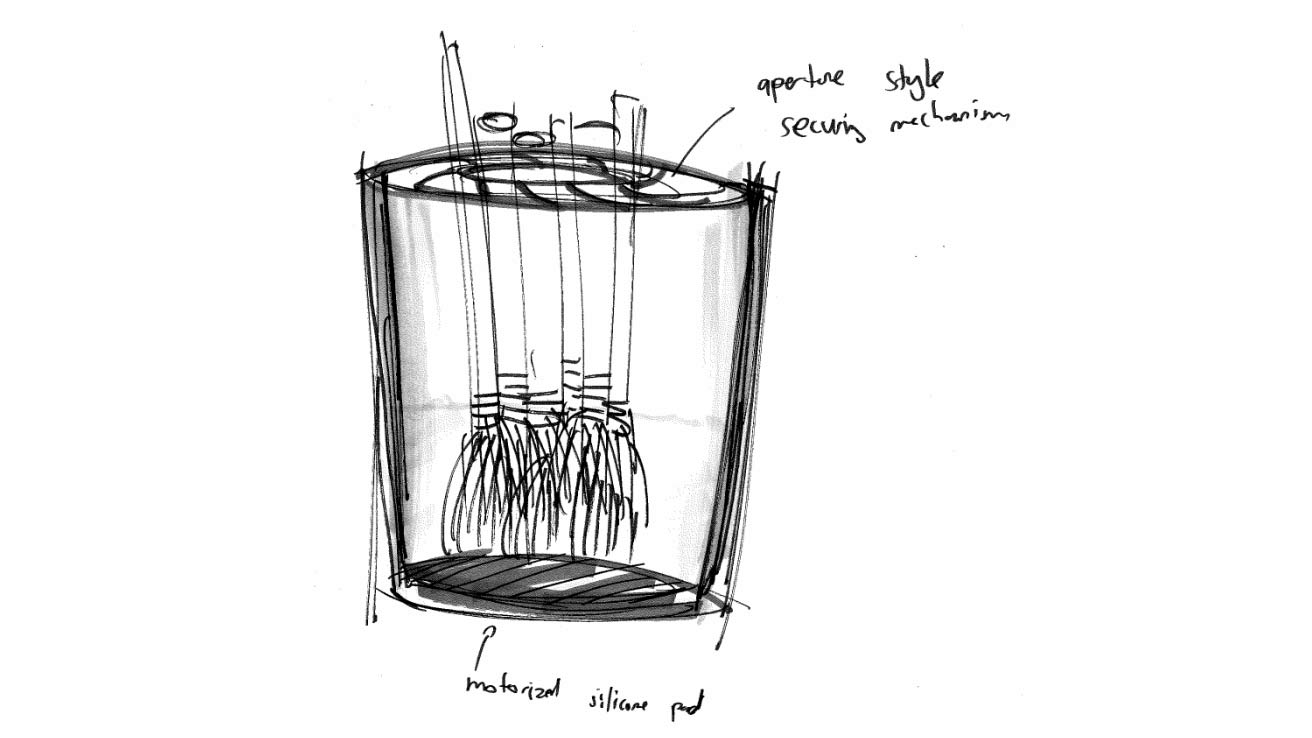 aperture style
securing mechanism
motorized silicone pad